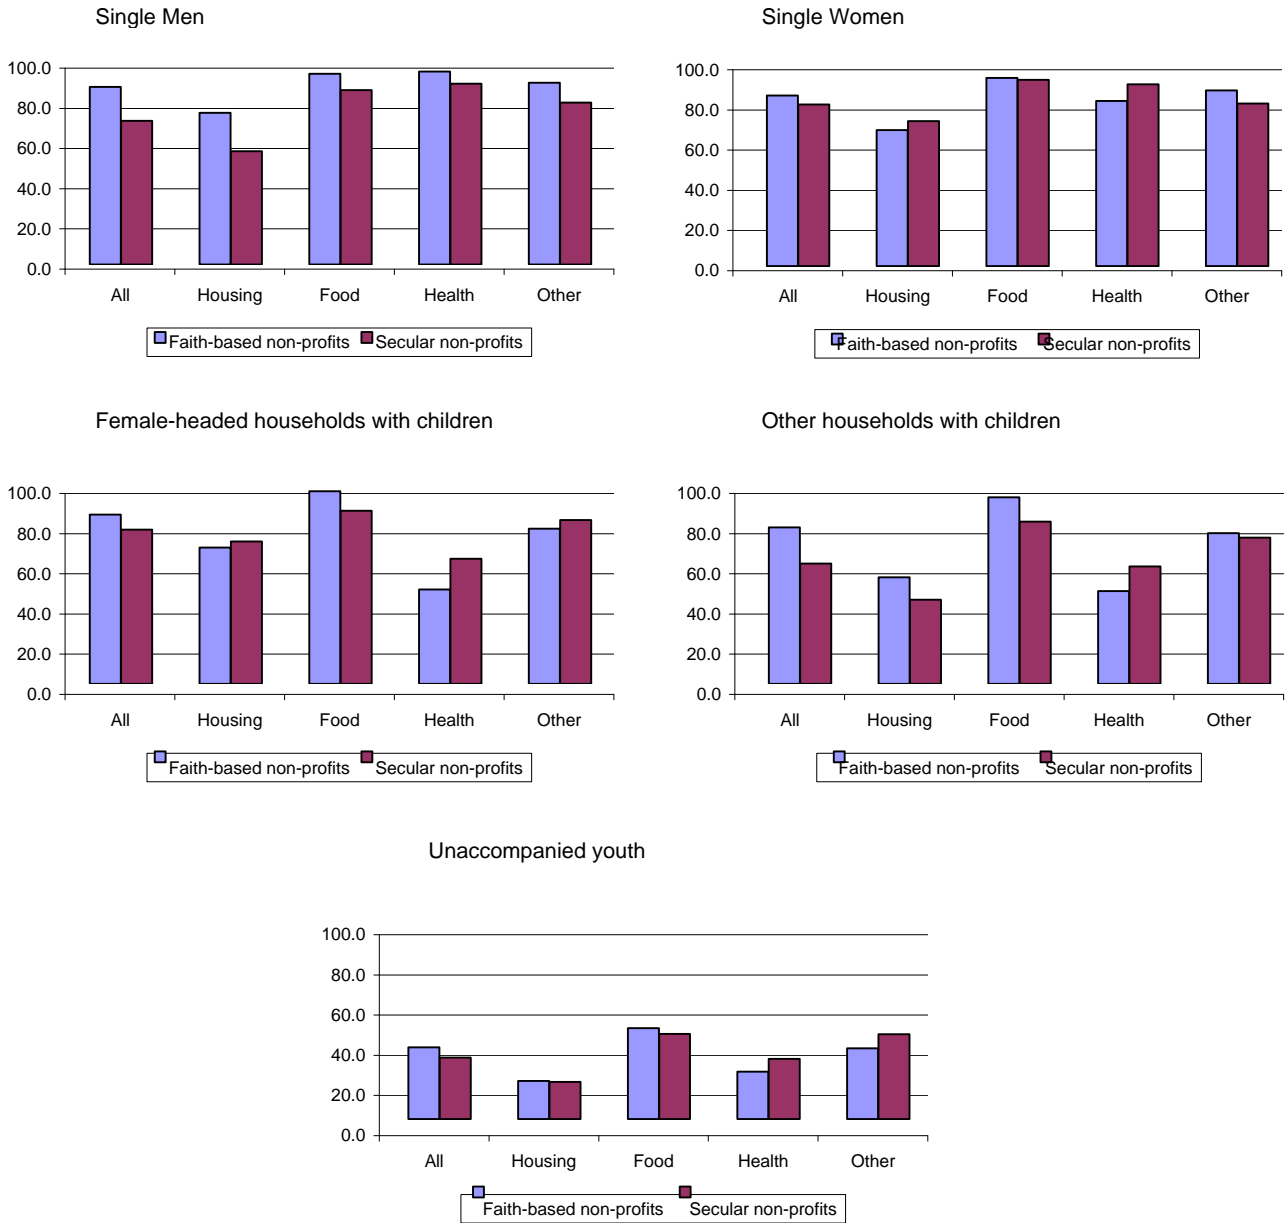 Single Men
Single Women
100.0
80.0
60.0
40.0
20.0
0.0
All Housing Food Health Other
Faith-based non-profits Secular non-profits
100.0
80.0
60.0
40.0
20.0
0.0
All Housing Food Health Other
Faith-based non-profits Secular non-profits
Female-headed households with children
Other households with children
100.0
80.0
60.0
40.0
20.0
0.0
All Housing Food Health Other
Faith-based non-profits Secular non-profits
100.0
80.0
60.0
40.0
20.0
0.0
All Housing Food Health Other
Faith-based non-profits Secular non-profits
Unaccompanied youth
100.0
80.0
60.0
40.0
20.0
0.0
All Housing Food Health Other
Faith-based non-profits Secular non-profits